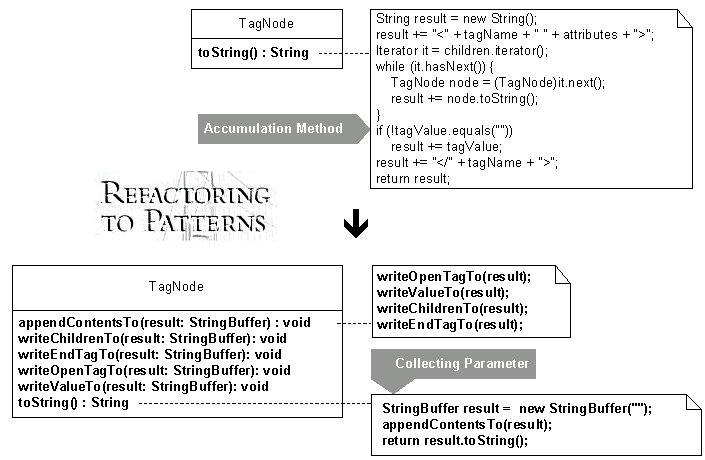 TagNode
toString() : String
String result = new String();
result += "<" + tagName + " " + attributes + ">";
Iterator it = children.iterator();
while (it.hasNext()) {
TagNode node = (TagNode)it.next();
result += node.toString();
}
if (!tagValue.equals(""))
result += tagValue;
result += "</" + tagName + ">";
return result;
Accumulation Method
REFACTORING
TO PATTERNS
TagNode
appendContentsTo(result: StringBuffer) : void
writeChildrenTo(result: StringBuffer): void
writeEndTagTo(result: StringBuffer): void
writeOpenTagTo(result: StringBuffer): void
writeValueTo(result: StringBuffer): void
toString() : String
writeOpenTagTo(result);
writeValueTo(result);
writeChildrenTo(result);
writeEndTagTo(result);
Collecting Parameter
StringBuffer result = new StringBuffer("");
appendContentsTo(result);
return result.toString();